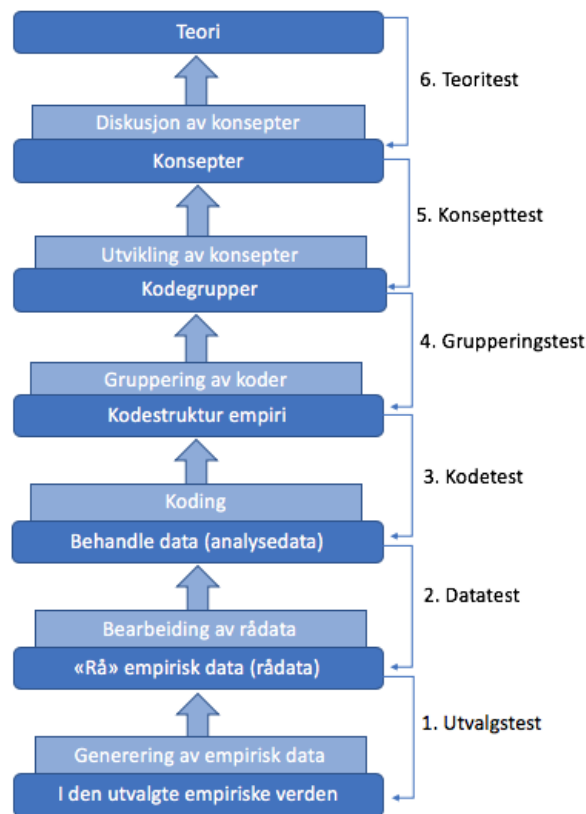 Teori
6. Teoritest
Diskusjon av konsepter
Konsepter
5. Konsepttest
Utvikling av konsepter
Kodegrupper
4. Grupperingstest
Gruppering av koder
Kodestruktur empiri
3. Kodetest
Koding
Behandle data (analysedata)
2. Datatest
Bearbeiding av rådata
«Rå» empirisk data (rådata)
1. Utvalgstest
Generering av empirisk data
I den utvalgte empiriske verden